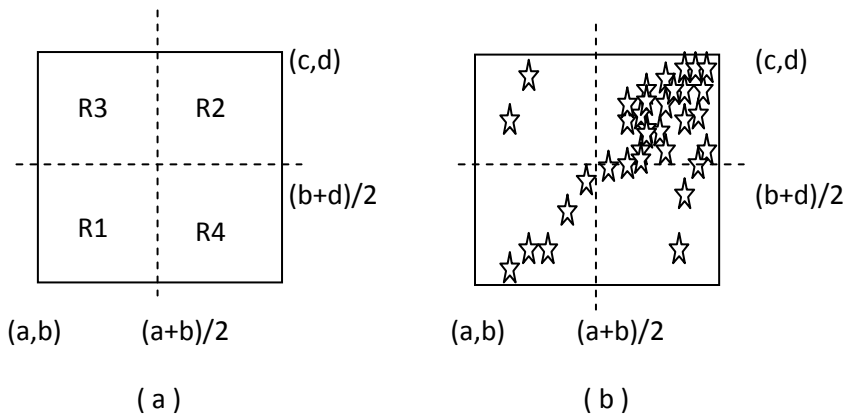 (c,d)
R3 R2
(b+d)/2
R1 R4
(a,b) (a+b)/2
( a )
(c,d)
(b+d)/2
(a,b) (a+b)/2
( b )